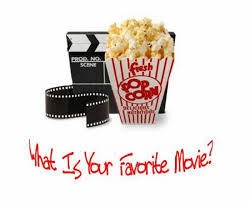 PROD. NO.
SCENE
fresh
POP
CORN
What Is Your Favorite Movie?